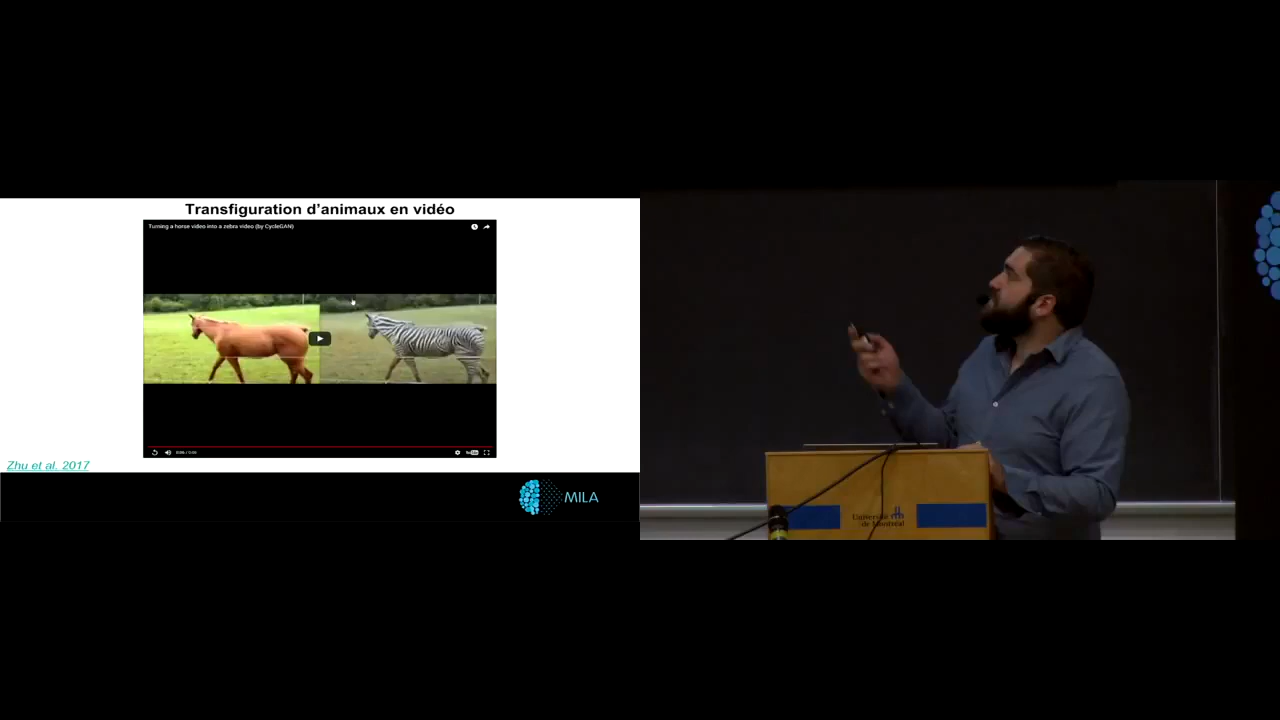 Transfiguration d'animaux en vidéo
Turning a horse video into a zebra video (by CycleGAN)
Zhu et al. 2017
MILA
Université
de Montréal